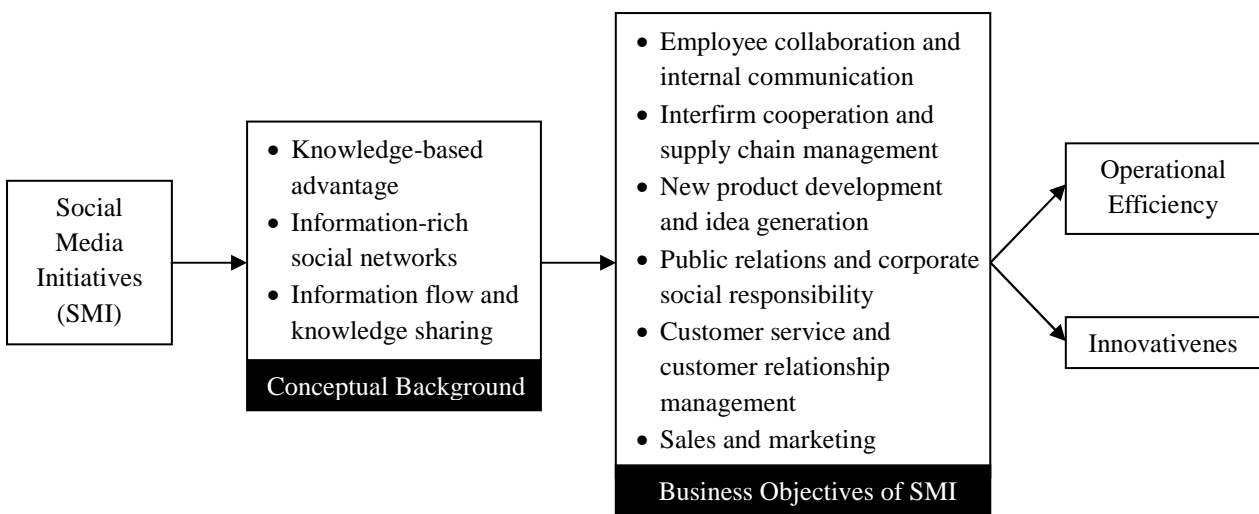 Social
Media
Initiatives
(SMI)
• Knowledge-based
advantage
• Information-rich
social networks
• Information flow and
knowledge sharing
Conceptual Background
• Employee collaboration and
internal communication
• Interfirm cooperation and
supply chain management
• New product development
and idea generation
• Public relations and corporate
social responsibility
• Customer service and
customer relationship
management
• Sales and marketing
Business Objectives of SMI
Operational
Efficiency
Innovativenes